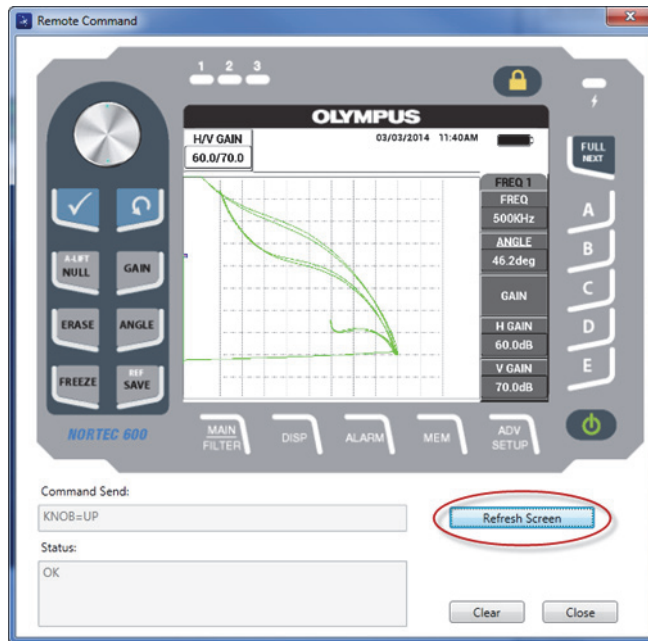 Remote Command
1 2 3
OLYMPUS
H/V GAIN
60.0/70.0
03/03/2014 11:40AM
FULL
NEXT
FREQ 1
FREQ
500KHz
ANGLE
46.2deg
GAIN
H GAIN
60.0dB
V GAIN
70.0dB
A
B
C
D
E
A-LIFT
NULL
GAIN
ERASE
ANGLE
FREEZE
REF
SAVE
NORTEC 600
MAIN
FILTER
DISP
ALARM
MEM
ADV
SETUP
Command Send:
KNOB=UP
Refresh Screen
Status:
OK
Clear
Close